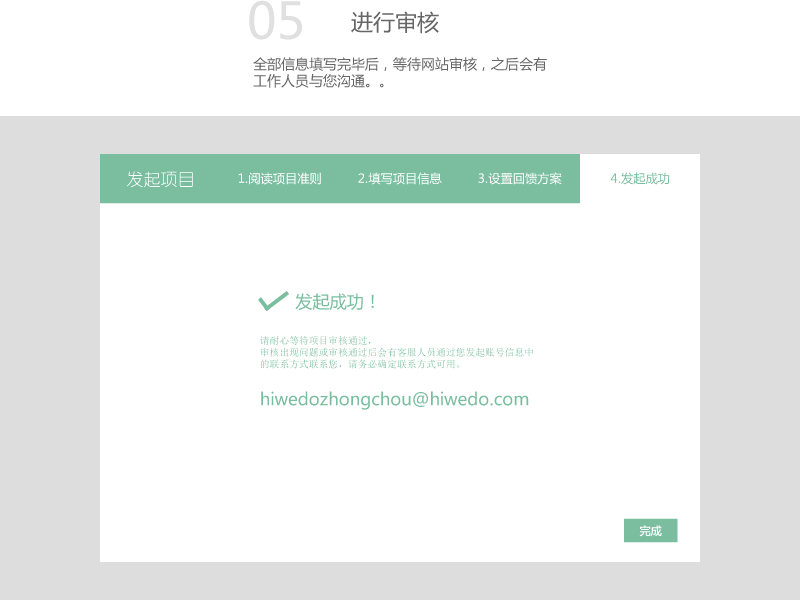 05 进行审核
全部信息填写完毕后，等待网站审核，之后会有
工作人员与您沟通。。
发起项目 1.阅读项目准则 2.填写项目信息 3.设置回馈方案 4.发起成功
发起成功！
请耐心等待项目审核通过，
审核出现问题或审核通过后会有客服人员通过您发起账号信息中
的联系方式联系您，请务必确定联系方式可用。
hiwedozhongchou@hiwedo.com
完成